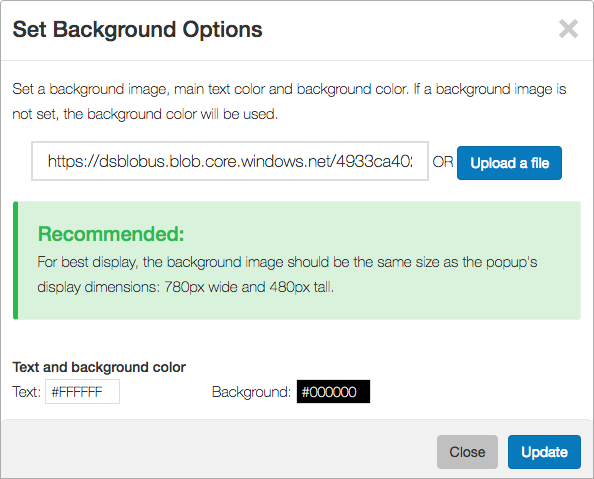 Set Background Options
Set a background image, main text color and background color. If a background image is
not set, the background color will be used.
https://dsblobus.blob.core.windows.net/4933ca402 OR Upload a file
Recommended:
For best display, the background image should be the same size as the popup's
display dimensions: 780px wide and 480px tall.
Text and background color
Text: #FFFFFF Background: #000000
Close Update